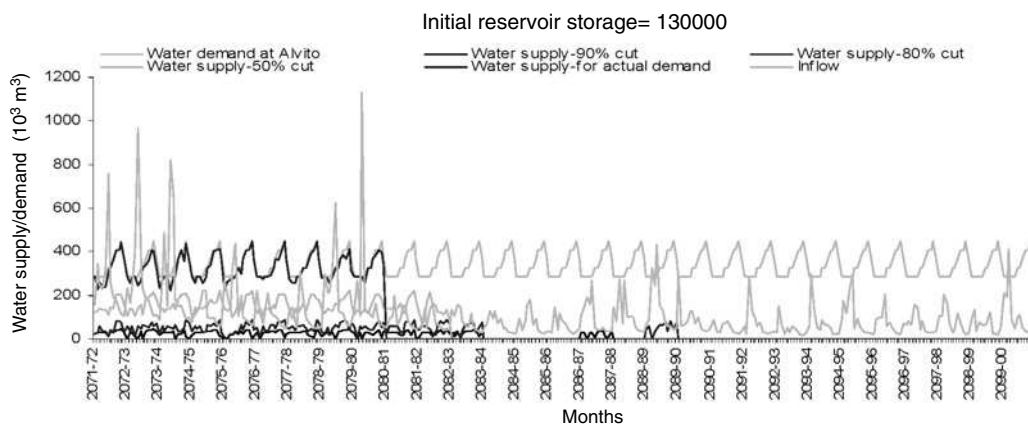 Initial reservoir storage= 130000
Water demand at Alvito Water supply-90% cut Water supply-80% cut
Water supply-50% cut Water supply-for actual demand Inflow
Water supply/demand (10³ m³)
1200
1000
800
600
400
200
0
2071-72 2072-73 2073-74 2074-75 2075-76 2076-77 2077-78 2078-79 2079-80 2080-81 2081-82 2082-83 2083-84 2084-85 2085-86 2086-87 2087-88 2088-89 2089-90 2090-91 2091-92 2092-93 2093-94 2094-95 2095-96 2096-97 2097-98 2098-99 2099-00
Months